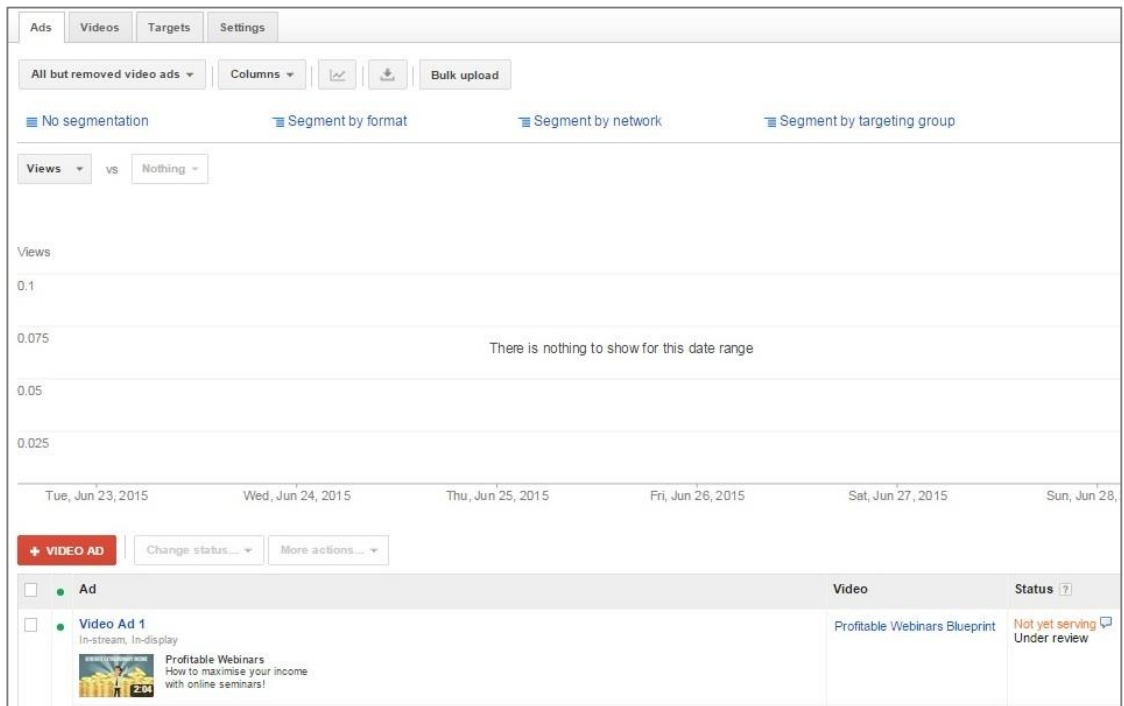 Ads Videos Targets Settings
All but removed video ads Columns Bulk upload
No segmentation Segment by format Segment by network Segment by targeting group
Views vs Nothing
Views
0.1
0.075
There is nothing to show for this date range
0.05
0.025
Tue, Jun 23, 2015 Wed, Jun 24, 2015 Thu, Jun 25, 2015 Fri, Jun 26, 2015 Sat, Jun 27, 2015 Sun, Jun 28,
+ VIDEO AD Change status... More actions...
Ad Video Status ?
Video Ad 1 Profitable Webinars Blueprint Not yet serving
In-stream, In-display Under review
Profitable Webinars
How to maximise your income
with online seminars!
2:04